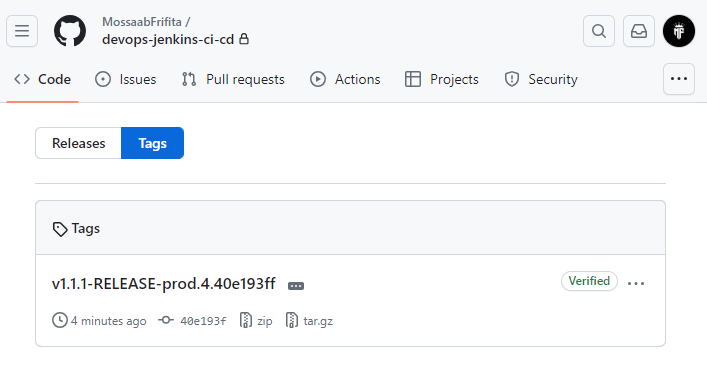 MossaabFrifita /
devops-jenkins-ci-cd
Code Issues Pull requests Actions Projects Security
Releases Tags
Tags
v1.1.1-RELEASE-prod.4.40e193ff
Verified
4 minutes ago 40e193f zip tar.gz